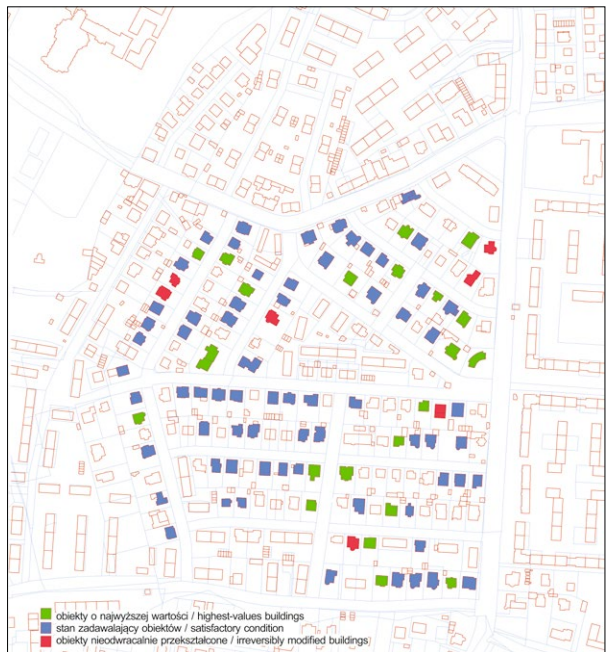 obiekty o najwyższej wartości / highest-values buildings
stan zadawalający obiektów / satisfactory condition
obiekty nieodwracalnie przekształcone / irreversibly modified buildings